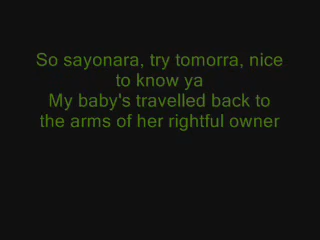 So sayonara, try tomorra, nice
to know ya
My baby's travelled back to
the arms of her rightful owner